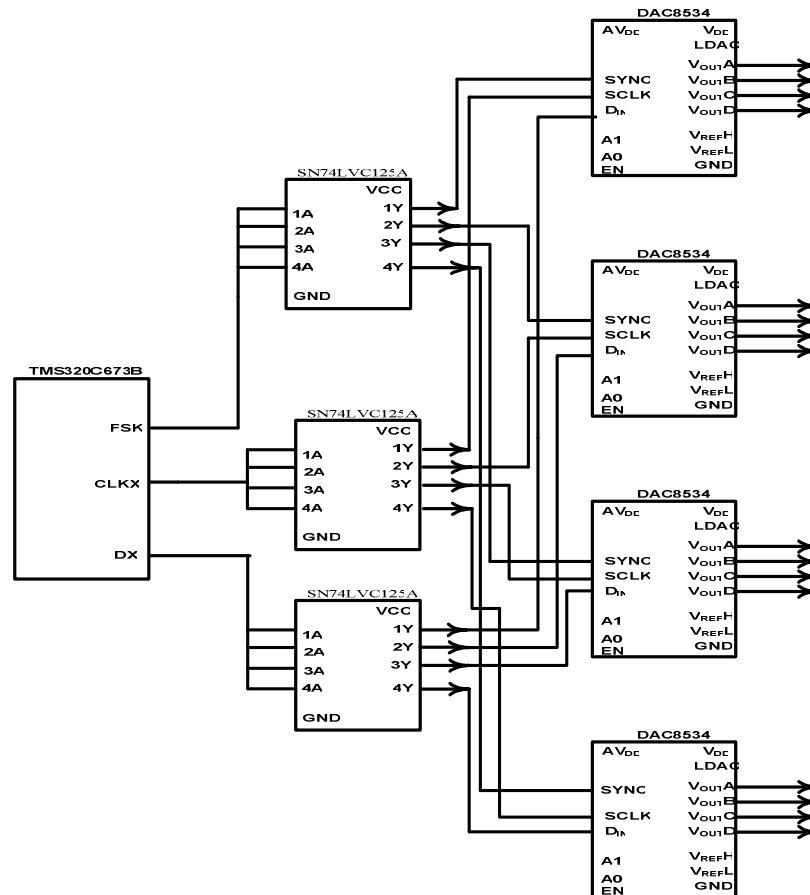 TMS320C673B
FSK
CLKX
DX
SN74LVC125A
VCC
1A 1Y
2A 2Y
3A 3Y
4A 4Y
GND
SN74LVC125A
VCC
1A 1Y
2A 2Y
3A 3Y
4A 4Y
GND
SN74LVC125A
VCC
1A 1Y
2A 2Y
3A 3Y
4A 4Y
GND
DAC8534
AVDD VDD
LDAC
VOUTA
SYNC VOUTB
SCLK VOUTC
DIN VOUTD
A1 VREFH
A0 VREFL
EN GND
DAC8534
AVDD VDD
LDAC
VOUTA
SYNC VOUTB
SCLK VOUTC
DIN VOUTD
A1 VREFH
A0 VREFL
EN GND
DAC8534
AVDD VDD
LDAC
VOUTA
SYNC VOUTB
SCLK VOUTC
DIN VOUTD
A1 VREFH
A0 VREFL
EN GND
DAC8534
AVDD VDD
LDAC
SYNC VOUTA
VOUTB
SCLK VOUTC
DIN VOUTD
A1 VREFH
A0 VREFL
EN GND